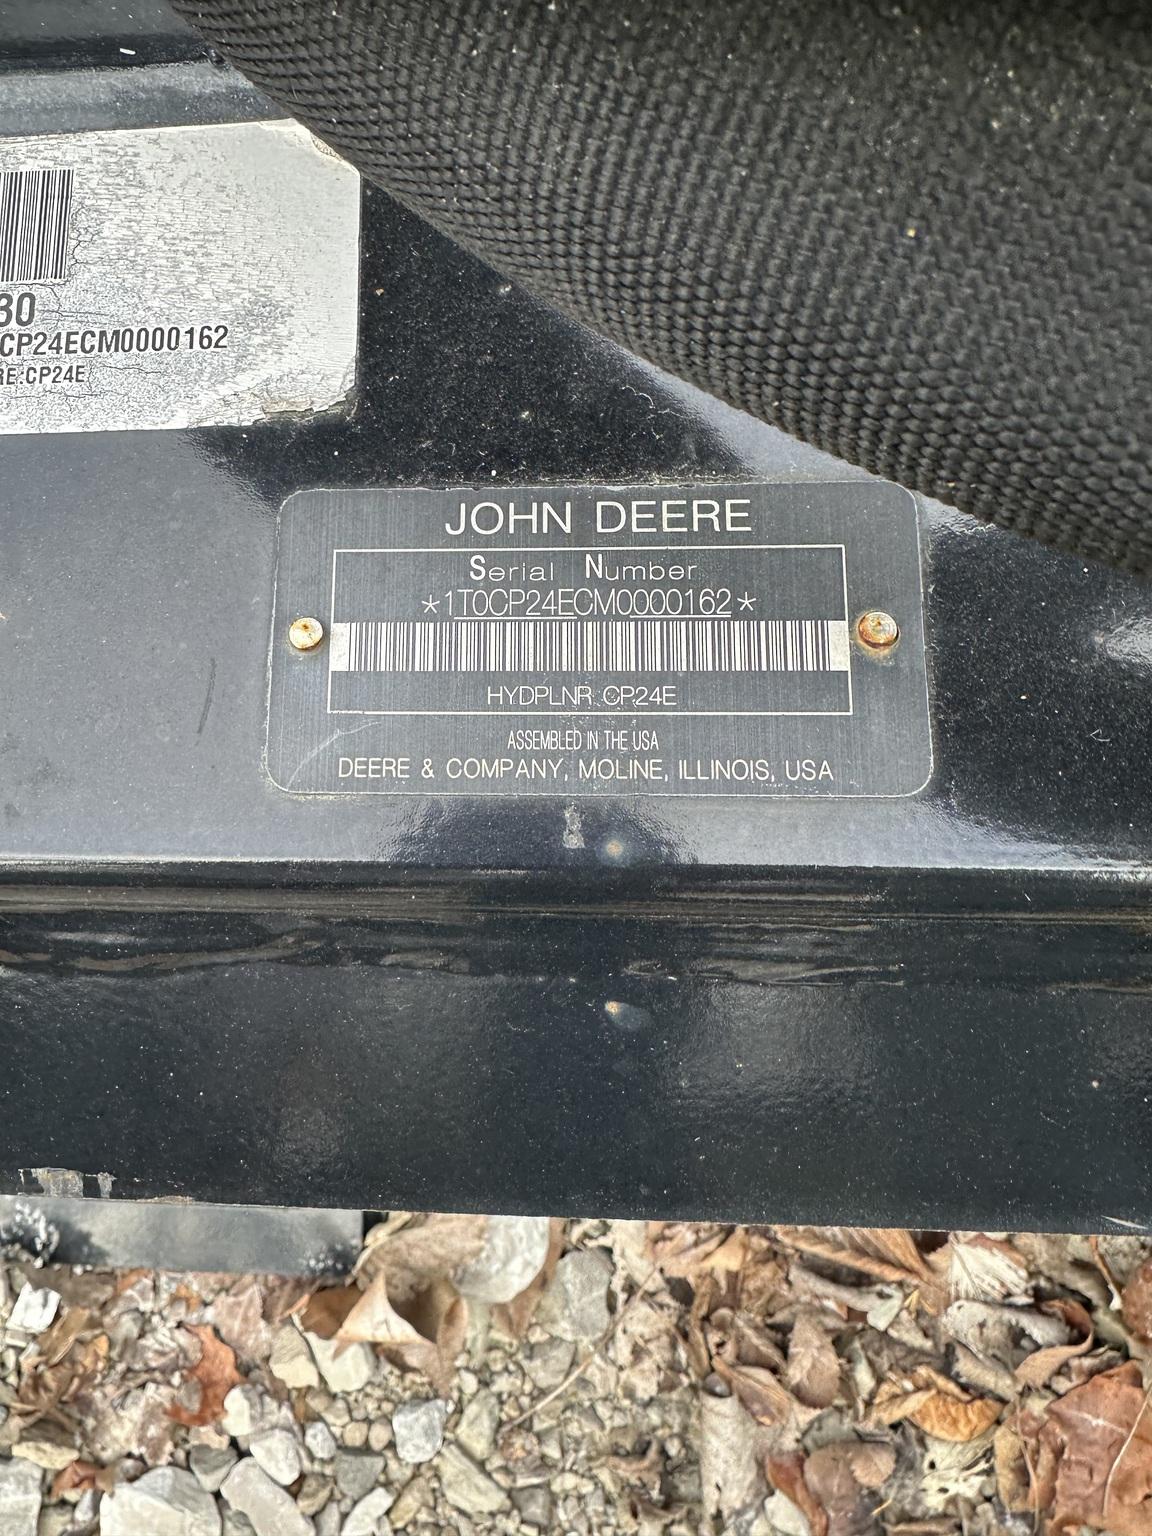 30
CP24ECM0000162
RE:CP24E
JOHN DEERE
Serial Number
*1T0CP24ECM0000162*
HYDPLNR CP24E
ASSEMBLED IN THE USA
DEERE & COMPANY, MOLINE, ILLINOIS, USA